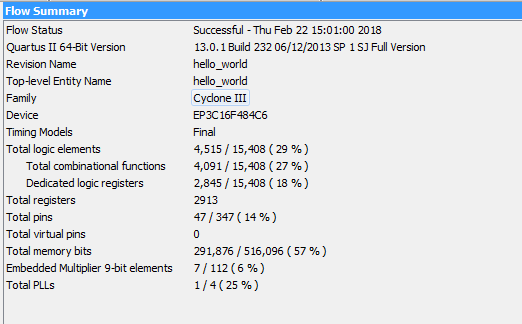 Flow Summary
Flow Status Successful - Thu Feb 22 15:01:00 2018
Quartus II 64-Bit Version 13.0.1 Build 232 06/12/2013 SP 1 SJ Full Version
Revision Name hello_world
Top-level Entity Name hello_world
Family Cyclone III
Device EP3C16F484C6
Timing Models Final
Total logic elements 4,515 / 15,408 ( 29 % )
Total combinational functions 4,091 / 15,408 ( 27 % )
Dedicated logic registers 2,845 / 15,408 ( 18 % )
Total registers 2913
Total pins 47 / 347 ( 14 % )
Total virtual pins 0
Total memory bits 291,876 / 516,096 ( 57 % )
Embedded Multiplier 9-bit elements 7 / 112 ( 6 % )
Total PLLs 1 / 4 ( 25 % )